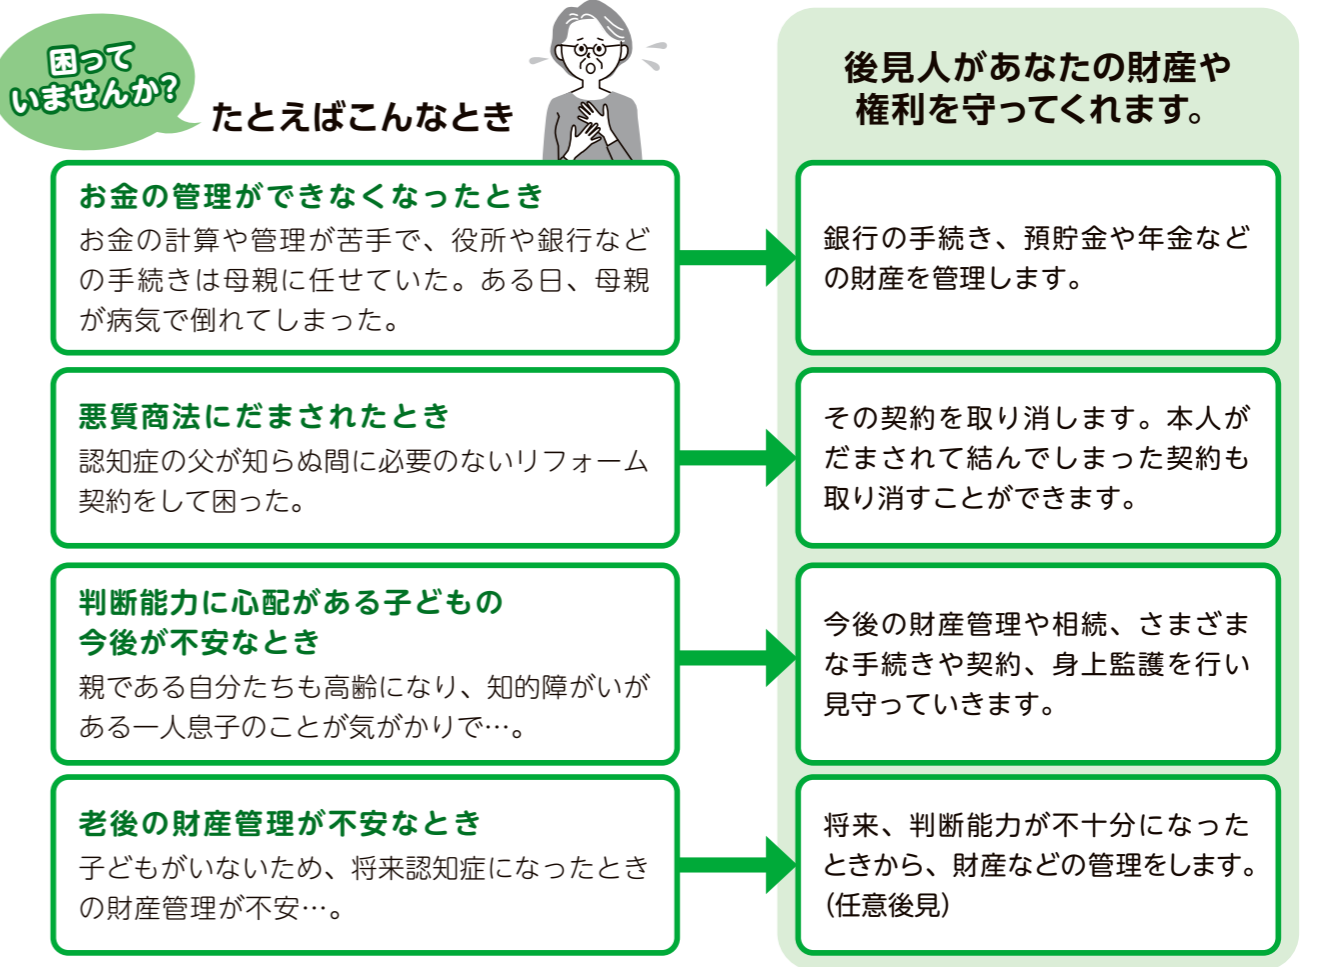 困って
いませんか?
たとえばこんなとき
後見人があなたの財産や
権利を守ってくれます。
お金の管理ができなくなったとき
お金の計算や管理が苦手で、役所や銀行など
の手続きは母親に任せていた。ある日、母親
が病気で倒れてしまった。
銀行の手続き、預貯金や年金など
の財産を管理します。
悪質商法にだまされたとき
認知症の父が知らぬ間に必要のないリフォーム
契約をして困った。
その契約を取り消します。本人が
だまされて結んでしまった契約も
取り消すことができます。
判断能力に心配がある子どもの
今後が不安なとき
親である自分たちも高齢になり、知的障がいが
ある一人息子のことが気がかりで…。
今後の財産管理や相続、さまざま
な手続きや契約、身上監護を行い
見守っていきます。
老後の財産管理が不安なとき
子どもがいないため、将来認知症になったとき
の財産管理が不安…。
将来、判断能力が不十分になった
ときから、財産などの管理をします。
(任意後見)